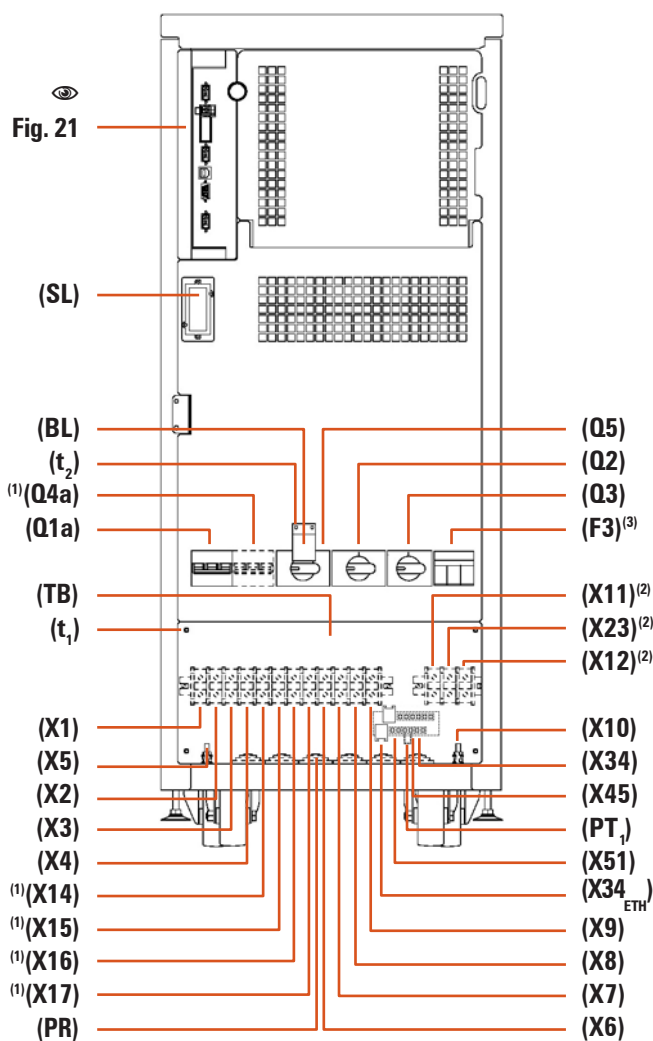 Fig. 21
(SL)
(BL)
(t2)
(1)(Q4a)
(Q1a)
(TB)
(t1)
(X1)
(X5)
(X2)
(X3)
(X4)
(1)(X14)
(1)(X15)
(1)(X16)
(1)(X17)
(PR)
(Q5)
(Q2)
(Q3)
(F3)(3)
(X11)(2)
(X23)(2)
(X12)(2)
(X10)
(X34)
(X45)
(PT1)
(X51)
(X34ETH)
(X9)
(X8)
(X7)
(X6)